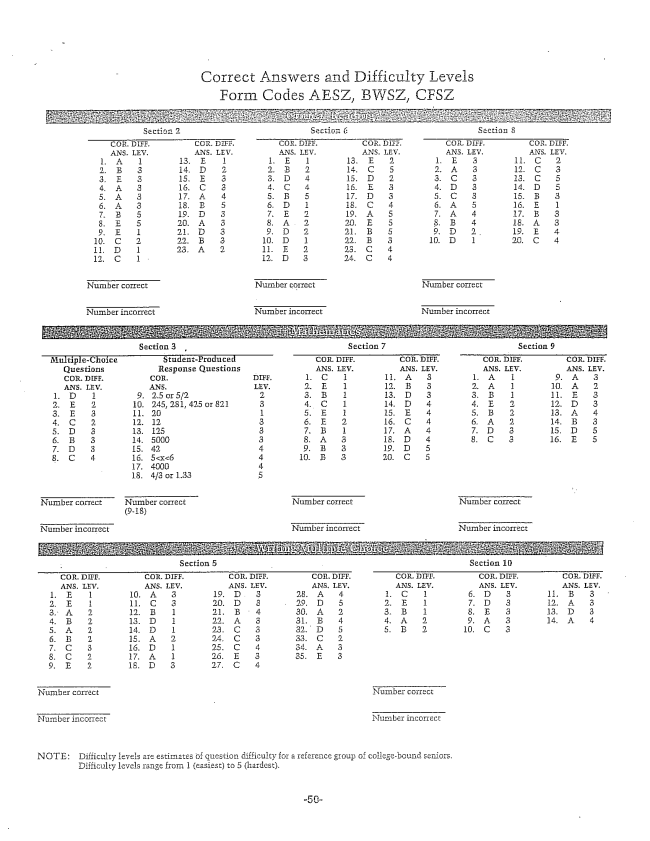 Correct Answers and Difficulty Levels
Form Codes AESZ, BWSZ, CFSZ
Critical Reading
Section 2
COR. DIFF. COR. DIFF.
ANS. LEV. ANS. LEV.
1. A 1 13. E 1
2. B 3 14. D 2
3. E 3 15. E 3
4. A 3 16. C 3
5. A 3 17. A 4
6. A 3 18. B 5
7. B 5 19. D 3
8. E 5 20. A 3
9. E 1 21. D 3
10. C 2 22. B 3
11. D 1 23. A 2
12. C 1
Number correct
Number incorrect
Section 6
COR. DIFF. COR. DIFF.
ANS. LEV. ANS. LEV.
1. E 1 13. E 2
2. B 2 14. C 5
3. D 4 15. D 2
4. C 4 16. E 3
5. B 5 17. D 3
6. D 1 18. C 4
7. E 2 19. A 5
8. A 2 20. E 5
9. D 2 21. B 5
10. D 1 22. B 3
11. E 2 23. C 4
12. D 3 24. C 4
Number correct
Number incorrect
Section 8
COR. DIFF. COR. DIFF.
ANS. LEV. ANS. LEV.
1. E 3 11. C 2
2. A 3 12. C 3
3. C 3 13. C 5
4. D 3 14. D 5
5. C 3 15. B 3
6. A 5 16. E 1
7. A 4 17. B 3
8. B 4 18. A 3
9. D 2 19. E 4
10. D 1 20. C 4
Number correct
Number incorrect
Mathematics
Section 3
Multiple-Choice
Questions
COR. DIFF.
ANS. LEV.
1. D 1
2. E 2
3. E 3
4. C 2
5. D 3
6. B 3
7. D 3
8. C 4
Number correct
Number incorrect
Student-Produced
Response Questions
COR. DIFF.
ANS. LEV.
9. 2.5 or 5/2 2
10. 245, 281, 425 or 821 3
11. 20 1
12. 12 3
13. 125 3
14. 5000 3
15. 42 4
16. 5<x<6 4
17. 4000 4
18. 4/3 or 1.33 5
Number correct
(9-18)
Section 7
COR. DIFF. COR. DIFF.
ANS. LEV. ANS. LEV.
1. C 1 11. A 3
2. E 1 12. B 3
3. B 1 13. D 3
4. C 1 14. D 4
5. E 1 15. E 4
6. E 2 16. C 4
7. B 1 17. A 4
8. A 3 18. D 4
9. B 3 19. D 5
10. B 3 20. C 5
Number correct
Number incorrect
Section 9
COR. DIFF. COR. DIFF.
ANS. LEV. ANS. LEV.
1. A 1 9. A 3
2. A 1 10. A 2
3. B 1 11. E 3
4. E 2 12. D 3
5. B 2 13. A 4
6. A 2 14. B 3
7. D 3 15. D 5
8. C 3 16. E 5
Number correct
Number incorrect
Writing Multiple-Choice
Section 5
COR. DIFF. COR. DIFF. COR. DIFF. COR. DIFF.
ANS. LEV. ANS. LEV. ANS. LEV. ANS. LEV.
1. E 1 10. A 3 19. D 3 28. A 4
2. E 1 11. C 3 20. D 3 29. D 5
3. A 2 12. B 1 21. B 4 30. A 2
4. B 2 13. D 1 22. A 3 31. B 4
5. A 2 14. D 1 23. C 3 32. D 5
6. B 2 15. A 2 24. C 3 33. C 2
7. C 3 16. D 1 25. C 4 34. A 3
8. C 2 17. A 1 26. E 3 35. E 3
9. E 2 18. D 3 27. C 4
Number correct
Number incorrect
Section 10
COR. DIFF. COR. DIFF. COR. DIFF.
ANS. LEV. ANS. LEV. ANS. LEV.
1. C 1 6. D 3 11. B 3
2. E 1 7. D 3 12. A 3
3. B 1 8. E 3 13. D 3
4. A 2 9. A 3 14. A 4
5. B 2 10. C 3
Number correct
Number incorrect
NOTE: Difficulty levels are estimates of question difficulty for a reference group of college-bound seniors.
Difficulty levels range from 1 (easiest) to 5 (hardest).
-50-